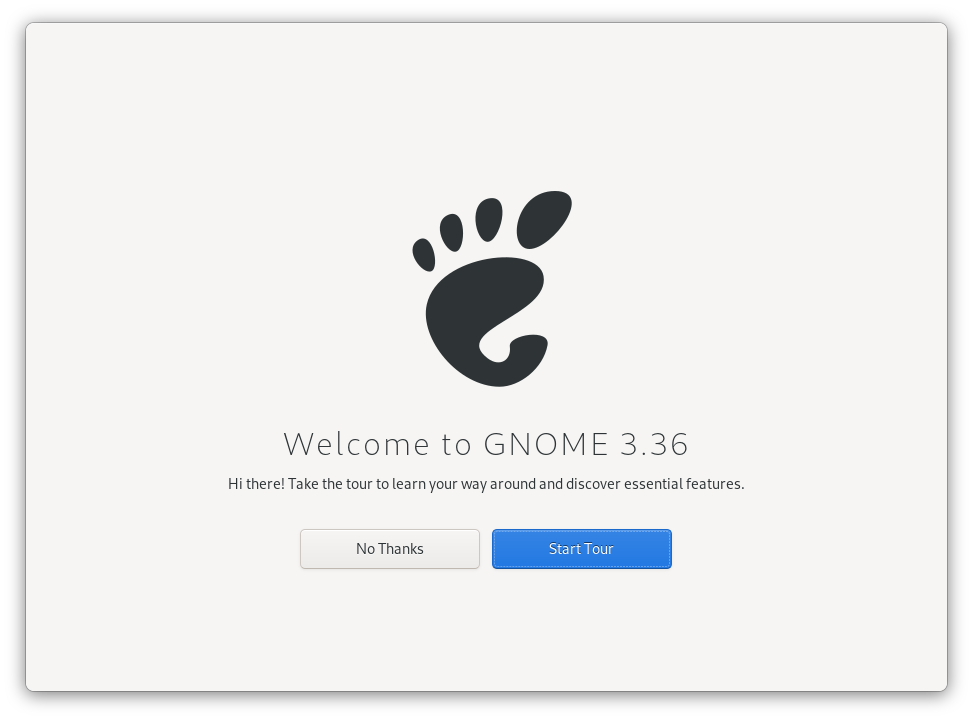 Welcome to GNOME 3.36
Hi there! Take the tour to learn your way around and discover essential features.
No Thanks
Start Tour